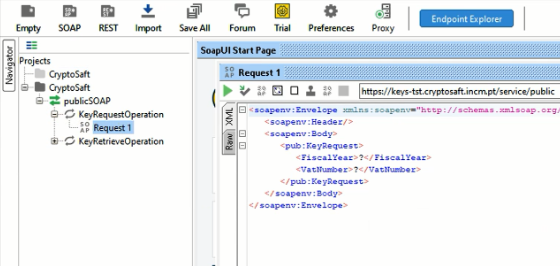 Empty SOAP REST Import Save All Forum Trial Preferences Proxy Endpoint Explorer
Navigator
Projects
CryptoSaft
CryptoSaft
publicSOAP
KeyRequestOperation
SO
AP
Request 1
KeyRetrieveOperation
SoapUI Start Page
SO
AP
Request 1
https://keys-tst.cryptosaft.incm.pt/service/public
XML
Raw
<soapenv:Envelope xmlns:soapenv="http://schemas.xmlsoap.org/
<soapenv:Header/>
<soapenv:Body>
<pub:KeyRequest>
<FiscalYear>?</FiscalYear>
<VatNumber>?</VatNumber>
</pub:KeyRequest>
</soapenv:Body>
</soapenv:Envelope>